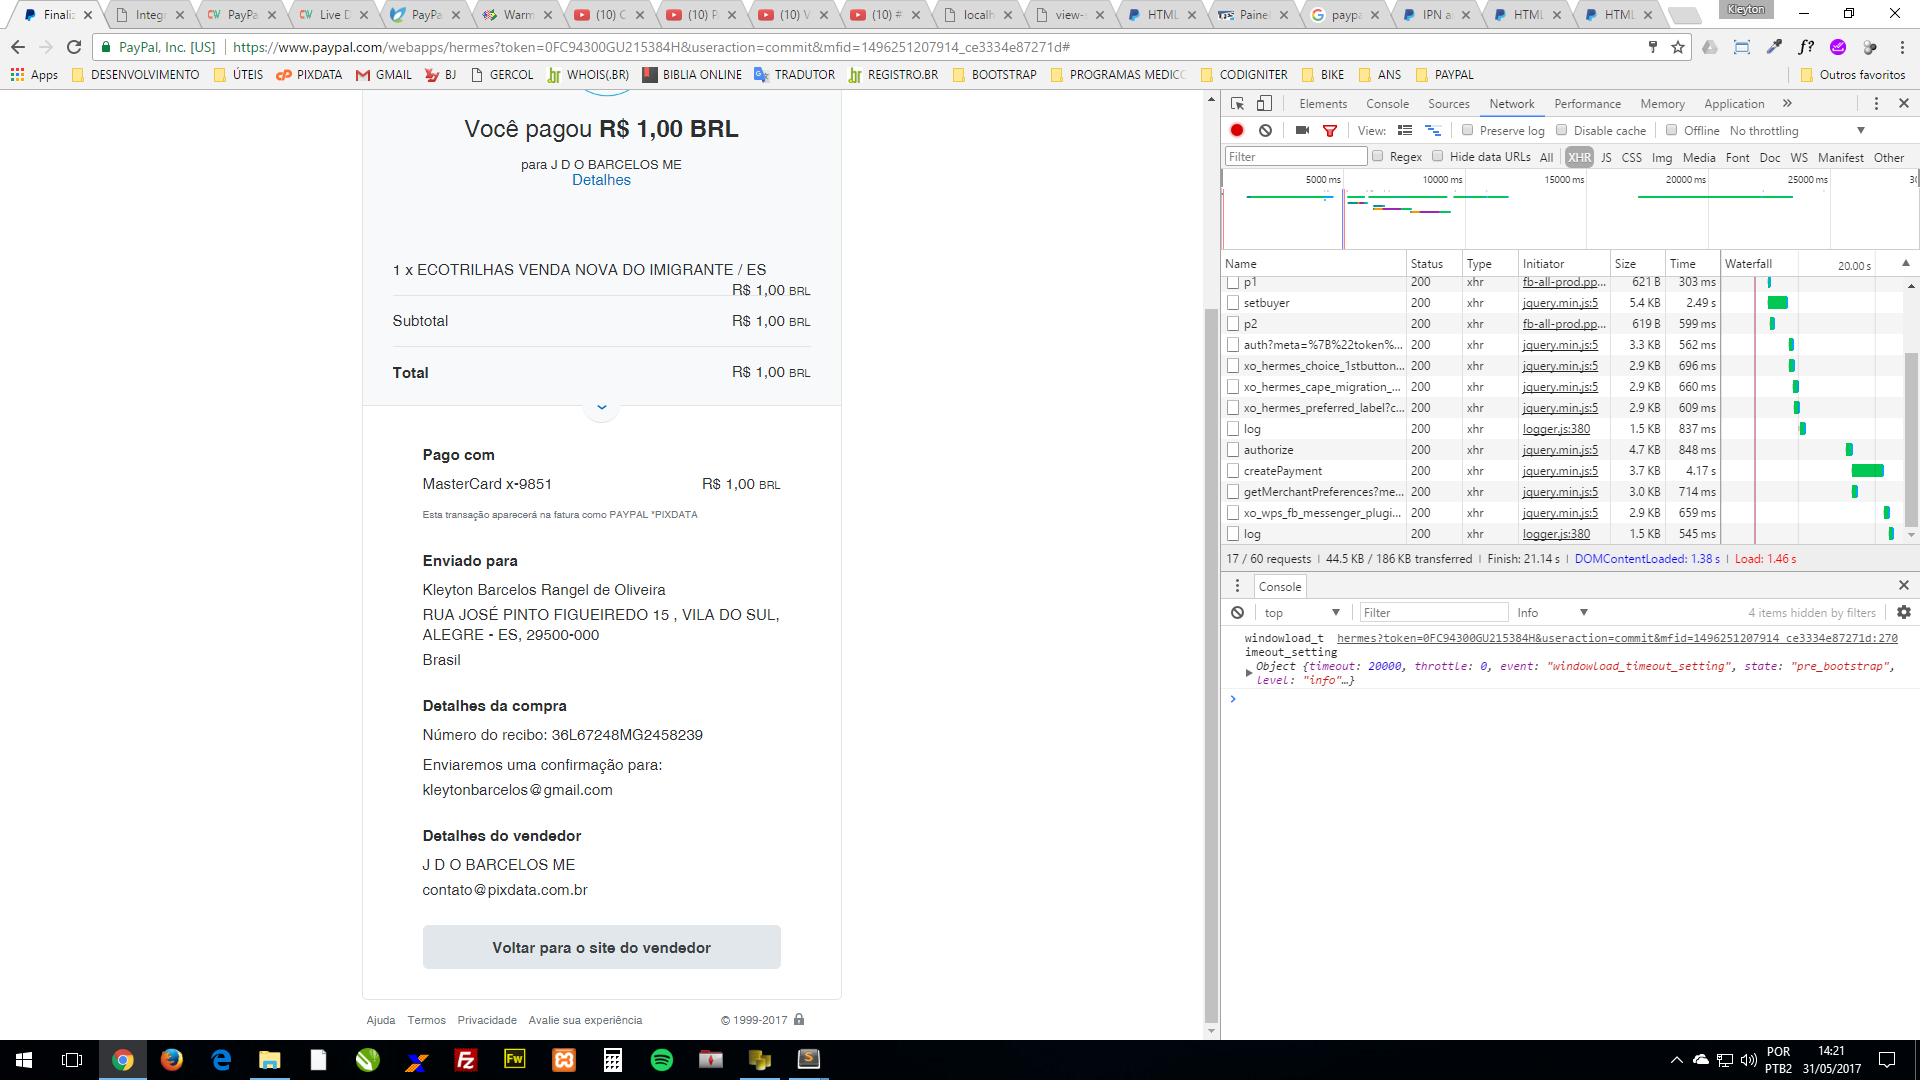 Finaliz
Integr
PayPa
Live D
PayPa
Warm
(10) C
(10) P
(10) V
(10) #
localh
view-s
HTML
Painel
paypa
IPN a
HTML
HTML
Kleyton
PayPal, Inc. [US]
https://www.paypal.com/webapps/hermes?token=0FC94300GU215384H&useraction=commit&mfid=1496251207914_ce3334e87271d#
Apps
DESENVOLVIMENTO
ÚTEIS
PIXDATA
GMAIL
BJ
GERCOL
WHOIS(.BR)
BIBLIA ONLINE
TRADUTOR
REGISTRO.BR
BOOTSTRAP
PROGRAMAS MEDICC
CODIGNITER
BIKE
ANS
PAYPAL
Outros favoritos
Você pagou R$ 1,00 BRL
para J D O BARCELOS ME
Detalhes
1 x ECOTRILHAS VENDA NOVA DO IMIGRANTE / ES
R$ 1,00 BRL
Subtotal R$ 1,00 BRL
Total R$ 1,00 BRL
Pago com
MasterCard x-9851 R$ 1,00 BRL
Esta transação aparecerá na fatura como PAYPAL *PIXDATA
Enviado para
Kleyton Barcelos Rangel de Oliveira
RUA JOSÉ PINTO FIGUEIREDO 15 , VILA DO SUL,
ALEGRE - ES, 29500-000
Brasil
Detalhes da compra
Número do recibo: 36L67248MG2458239
Enviaremos uma confirmação para:
kleytonbarcelos@gmail.com
Detalhes do vendedor
J D O BARCELOS ME
contato@pixdata.com.br
Voltar para o site do vendedor
Ajuda Termos Privacidade Avalie sua experiência © 1999-2017
Elements Console Sources Network Performance Memory Application »
View: Preserve log Disable cache Offline No throttling
Filter Regex Hide data URLs All XHR JS CSS Img Media Font Doc WS Manifest Other
5000 ms 10000 ms 15000 ms 20000 ms 25000 ms
Name Status Type Initiator Size Time Waterfall 20.00 s
p1 200 xhr fb-all-prod.pp... 621 B 303 ms
setbuyer 200 xhr jquery.min.js:5 5.4 KB 2.49 s
p2 200 xhr fb-all-prod.pp... 619 B 599 ms
auth?meta=%7B%22token%... 200 xhr jquery.min.js:5 3.3 KB 562 ms
xo_hermes_choice_1stbutton... 200 xhr jquery.min.js:5 2.9 KB 696 ms
xo_hermes_cape_migration_... 200 xhr jquery.min.js:5 2.9 KB 660 ms
xo_hermes_preferred_label?c... 200 xhr jquery.min.js:5 2.9 KB 609 ms
log 200 xhr logger.js:380 1.5 KB 837 ms
authorize 200 xhr jquery.min.js:5 4.7 KB 848 ms
createPayment 200 xhr jquery.min.js:5 3.7 KB 4.17 s
getMerchantPreferences?me... 200 xhr jquery.min.js:5 3.0 KB 714 ms
xo_wps_fb_messenger_plugi... 200 xhr jquery.min.js:5 2.9 KB 659 ms
log 200 xhr logger.js:380 1.5 KB 545 ms
17 / 60 requests | 44.5 KB / 186 KB transferred | Finish: 21.14 s | DOMContentLoaded: 1.38 s | Load: 1.46 s
Console
top Filter Info 4 items hidden by filters
windowload_t hermes?token=0FC94300GU215384H&useraction=commit&mfid=1496251207914_ce3334e87271d:270
imeout_setting
Object {timeout: 20000, throttle: 0, event: "windowload_timeout_setting", state: "pre_bootstrap",
level: "info"…}
POR
PTB2
14:21
31/05/2017